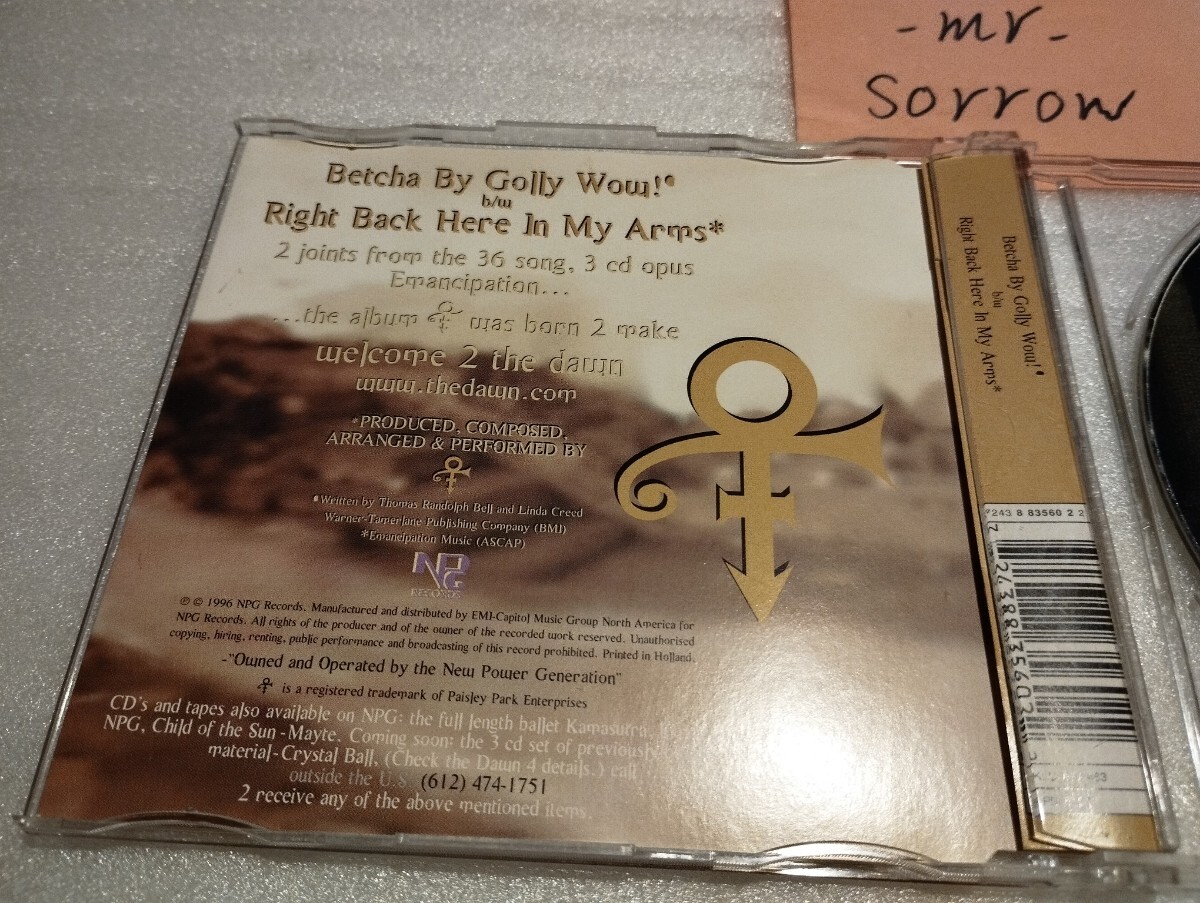 - mr -
Sorrow
Betcha By Golly Wow!•
b/w
Right Back Here In My Arms*
2 joints from the 36 song, 3 cd opus
Emancipation...
...the album was born 2 make
welcome 2 the dawn
www.thedawn.com
*PRODUCED, COMPOSED,
ARRANGED & PERFORMED BY
•Written by Thomas Randolph Bell and Linda Creed
Warner-Tamerlane Publishing Company (BMI)
*Emancipation Music (ASCAP)
NPG
RECORDS
℗ © 1996 NPG Records. Manufactured and distributed by EMI-Capitol Music Group North America for
NPG Records. All rights of the producer and of the owner of the recorded work reserved. Unauthorised
copying, hiring, renting, public performance and broadcasting of this record prohibited. Printed in Holland.
-"Owned and Operated by the New Power Generation"
is a registered trademark of Paisley Park Enterprises
CD's and tapes also available on NPG: the full length ballet Kamasutra,
NPG, Child of the Sun -Mayte. Coming soon: the 3 cd set of previously
material-Crystal Ball, (Check the Dawn 4 details.) call
outside the U.S. (612) 474-1751
2 receive any of the above mentioned items.
Betcha By Golly Wow!•
b/w
Right Back Here In My Arms*
7243 8 83560 2 2
7 24388 35602 2